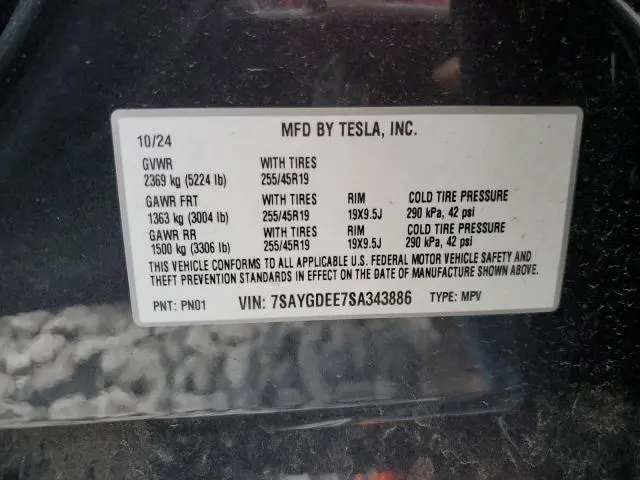 10/24 MFD BY TESLA, INC.
GVWR WITH TIRES
2369 kg (5224 lb) 255/45R19
GAWR FRT WITH TIRES RIM COLD TIRE PRESSURE
1363 kg (3004 lb) 255/45R19 19X9.5J 290 kPa, 42 psi
GAWR RR WITH TIRES RIM COLD TIRE PRESSURE
1500 kg (3306 lb) 255/45R19 19X9.5J 290 kPa, 42 psi
THIS VEHICLE CONFORMS TO ALL APPLICABLE U.S. FEDERAL MOTOR VEHICLE SAFETY AND
THEFT PREVENTION STANDARDS IN EFFECT ON THE DATE OF MANUFACTURE SHOWN ABOVE.
PNT: PN01 VIN: 7SAYGDEE7SA343886 TYPE: MPV